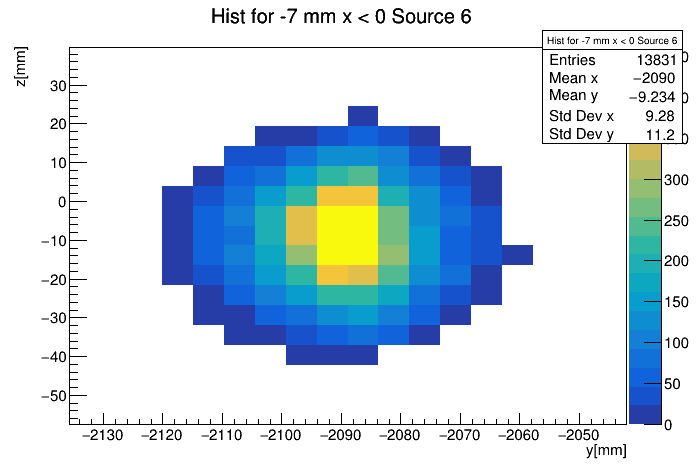 Hist for -7 mm x < 0 Source 6
z[mm]
Hist for -7 mm x < 0 Source 6
Entries 13831
Mean x −2090
Mean y −9.234
Std Dev x 9.28
Std Dev y 11.2
30
20
10
0
−10
−20
−30
−40
−50
−2130 −2120 −2110 −2100 −2090 −2080 −2070 −2060 −2050
y[mm]
300
250
200
150
100
50
0